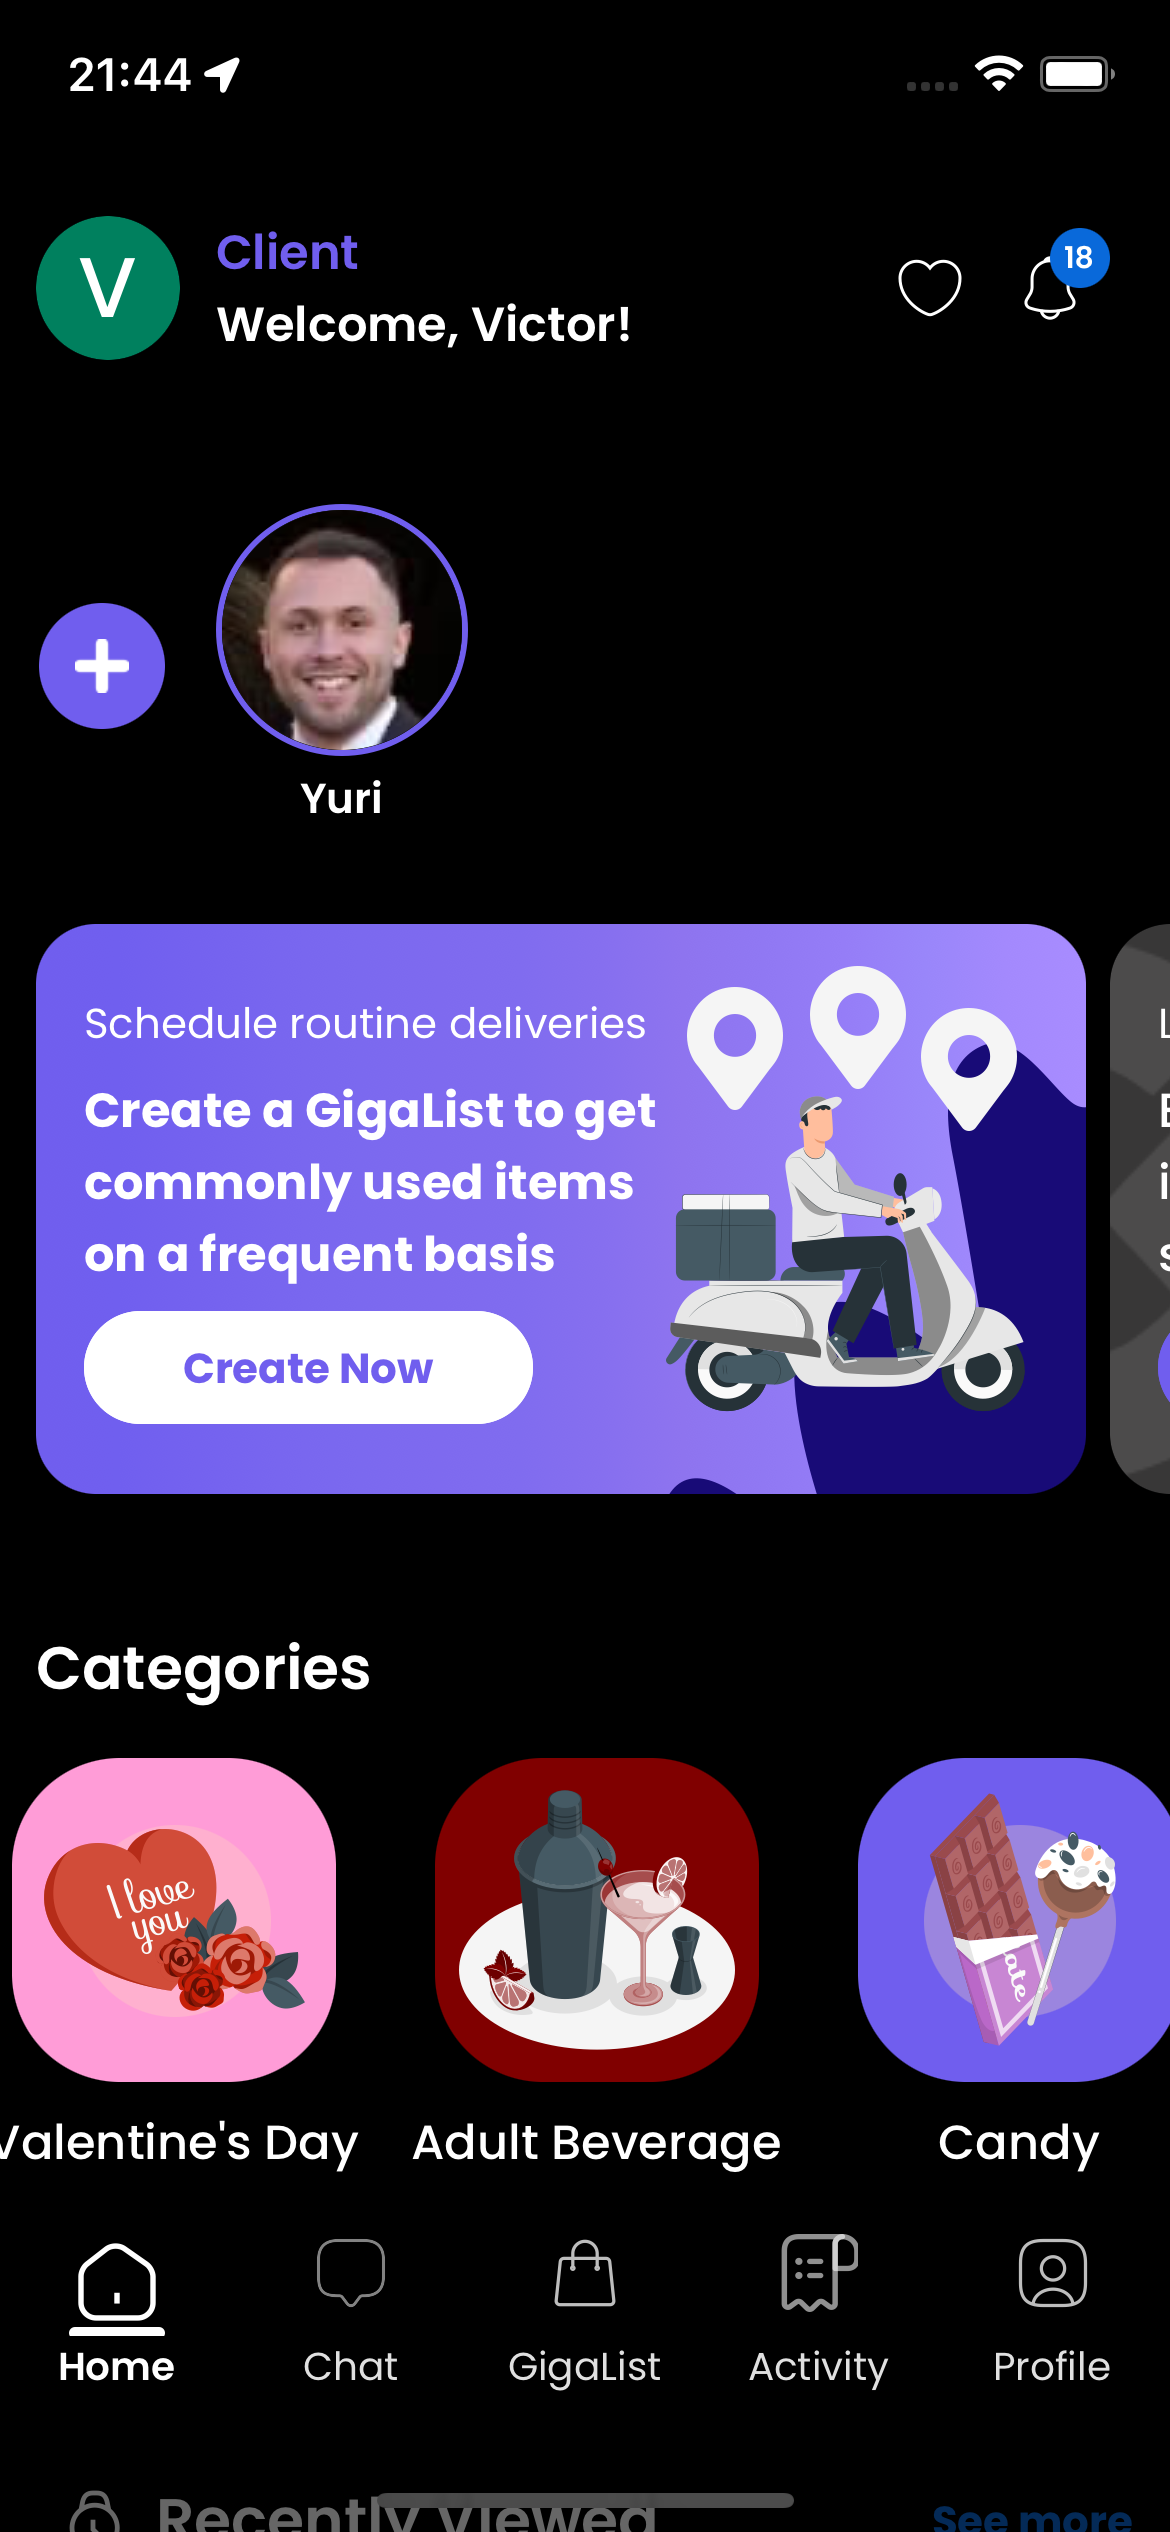 21:44
V
Client
Welcome, Victor!
18
Yuri
Schedule routine deliveries
Create a GigaList to get
commonly used items
on a frequent basis
Create Now
Categories
I love
you
ate
Valentine's Day
Adult Beverage
Candy
Home
Chat
GigaList
Activity
Profile
Recently Viewed
See more